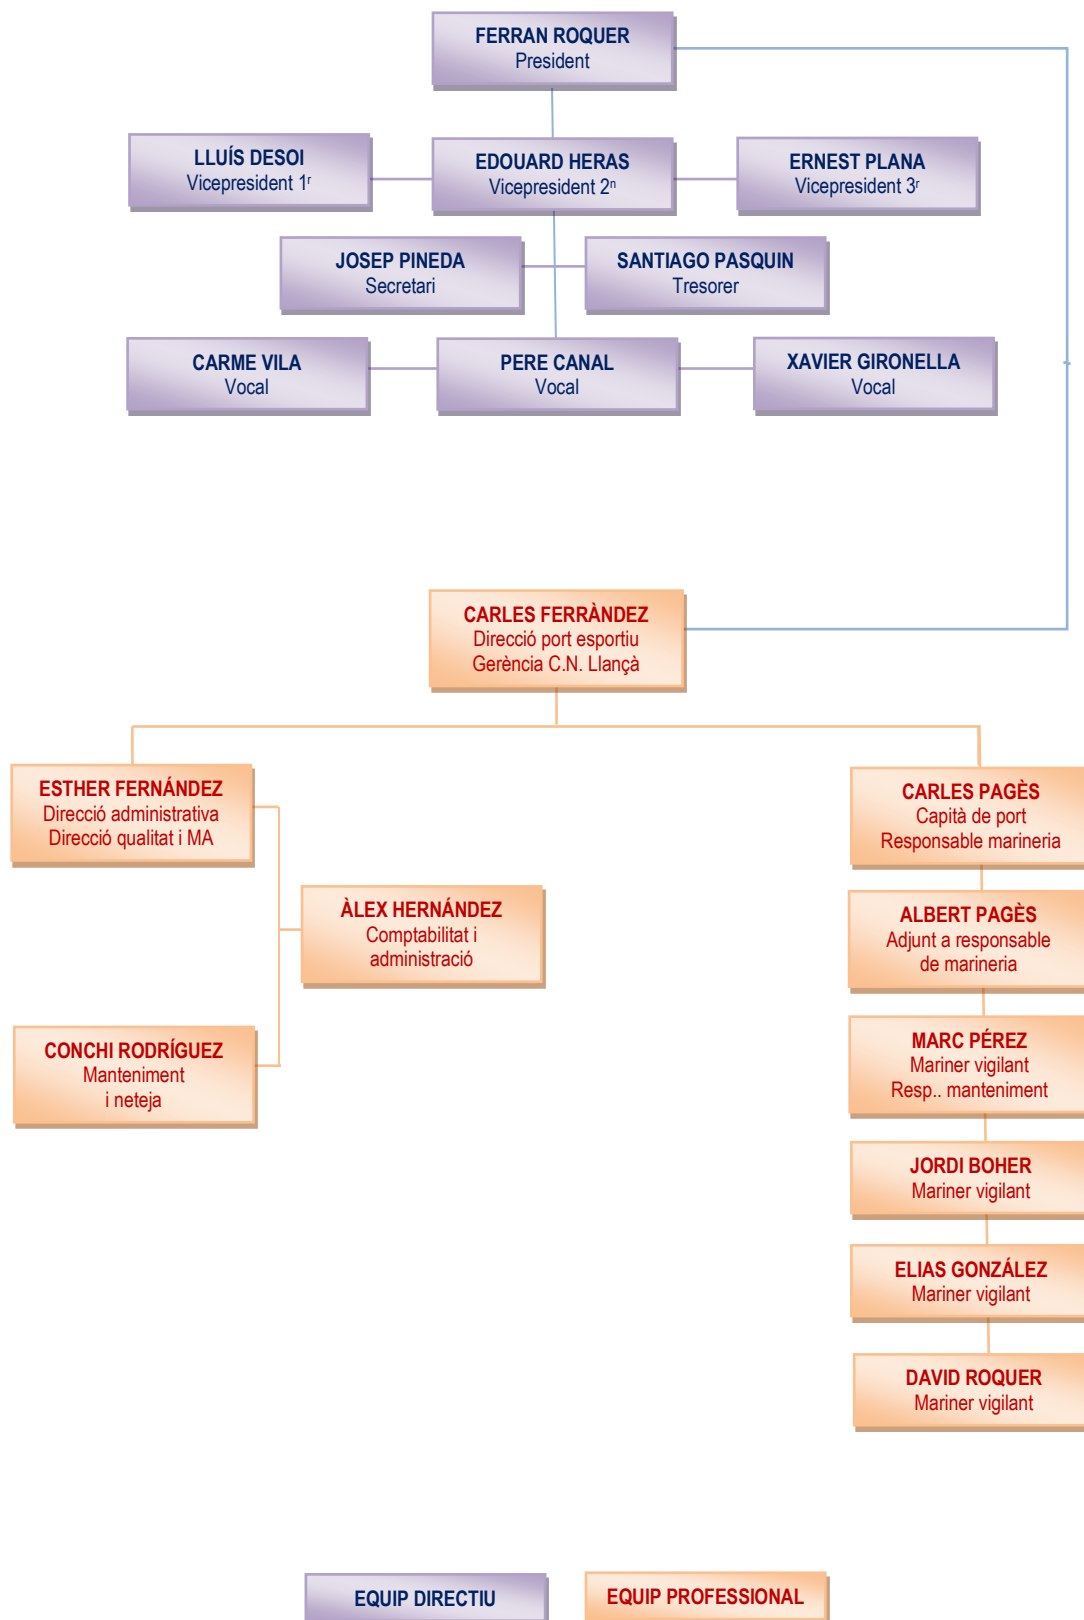 FERRAN ROQUER
President
LLUÍS DESOI
Vicepresident 1r
EDOUARD HERAS
Vicepresident 2n
ERNEST PLANA
Vicepresident 3r
JOSEP PINEDA
Secretari
SANTIAGO PASQUIN
Tresorer
CARME VILA
Vocal
PERE CANAL
Vocal
XAVIER GIRONELLA
Vocal
CARLES FERRÀNDEZ
Direcció port esportiu
Gerència C.N. Llançà
ESTHER FERNÁNDEZ
Direcció administrativa
Direcció qualitat i MA
CARLES PAGÈS
Capità de port
Responsable marineria
ÀLEX HERNÁNDEZ
Comptabilitat i
administració
ALBERT PAGÈS
Adjunt a responsable
de marineria
CONCHI RODRÍGUEZ
Manteniment
i neteja
MARC PÉREZ
Mariner vigilant
Resp.. manteniment
JORDI BOHER
Mariner vigilant
ELIAS GONZÁLEZ
Mariner vigilant
DAVID ROQUER
Mariner vigilant
EQUIP DIRECTIU
EQUIP PROFESSIONAL